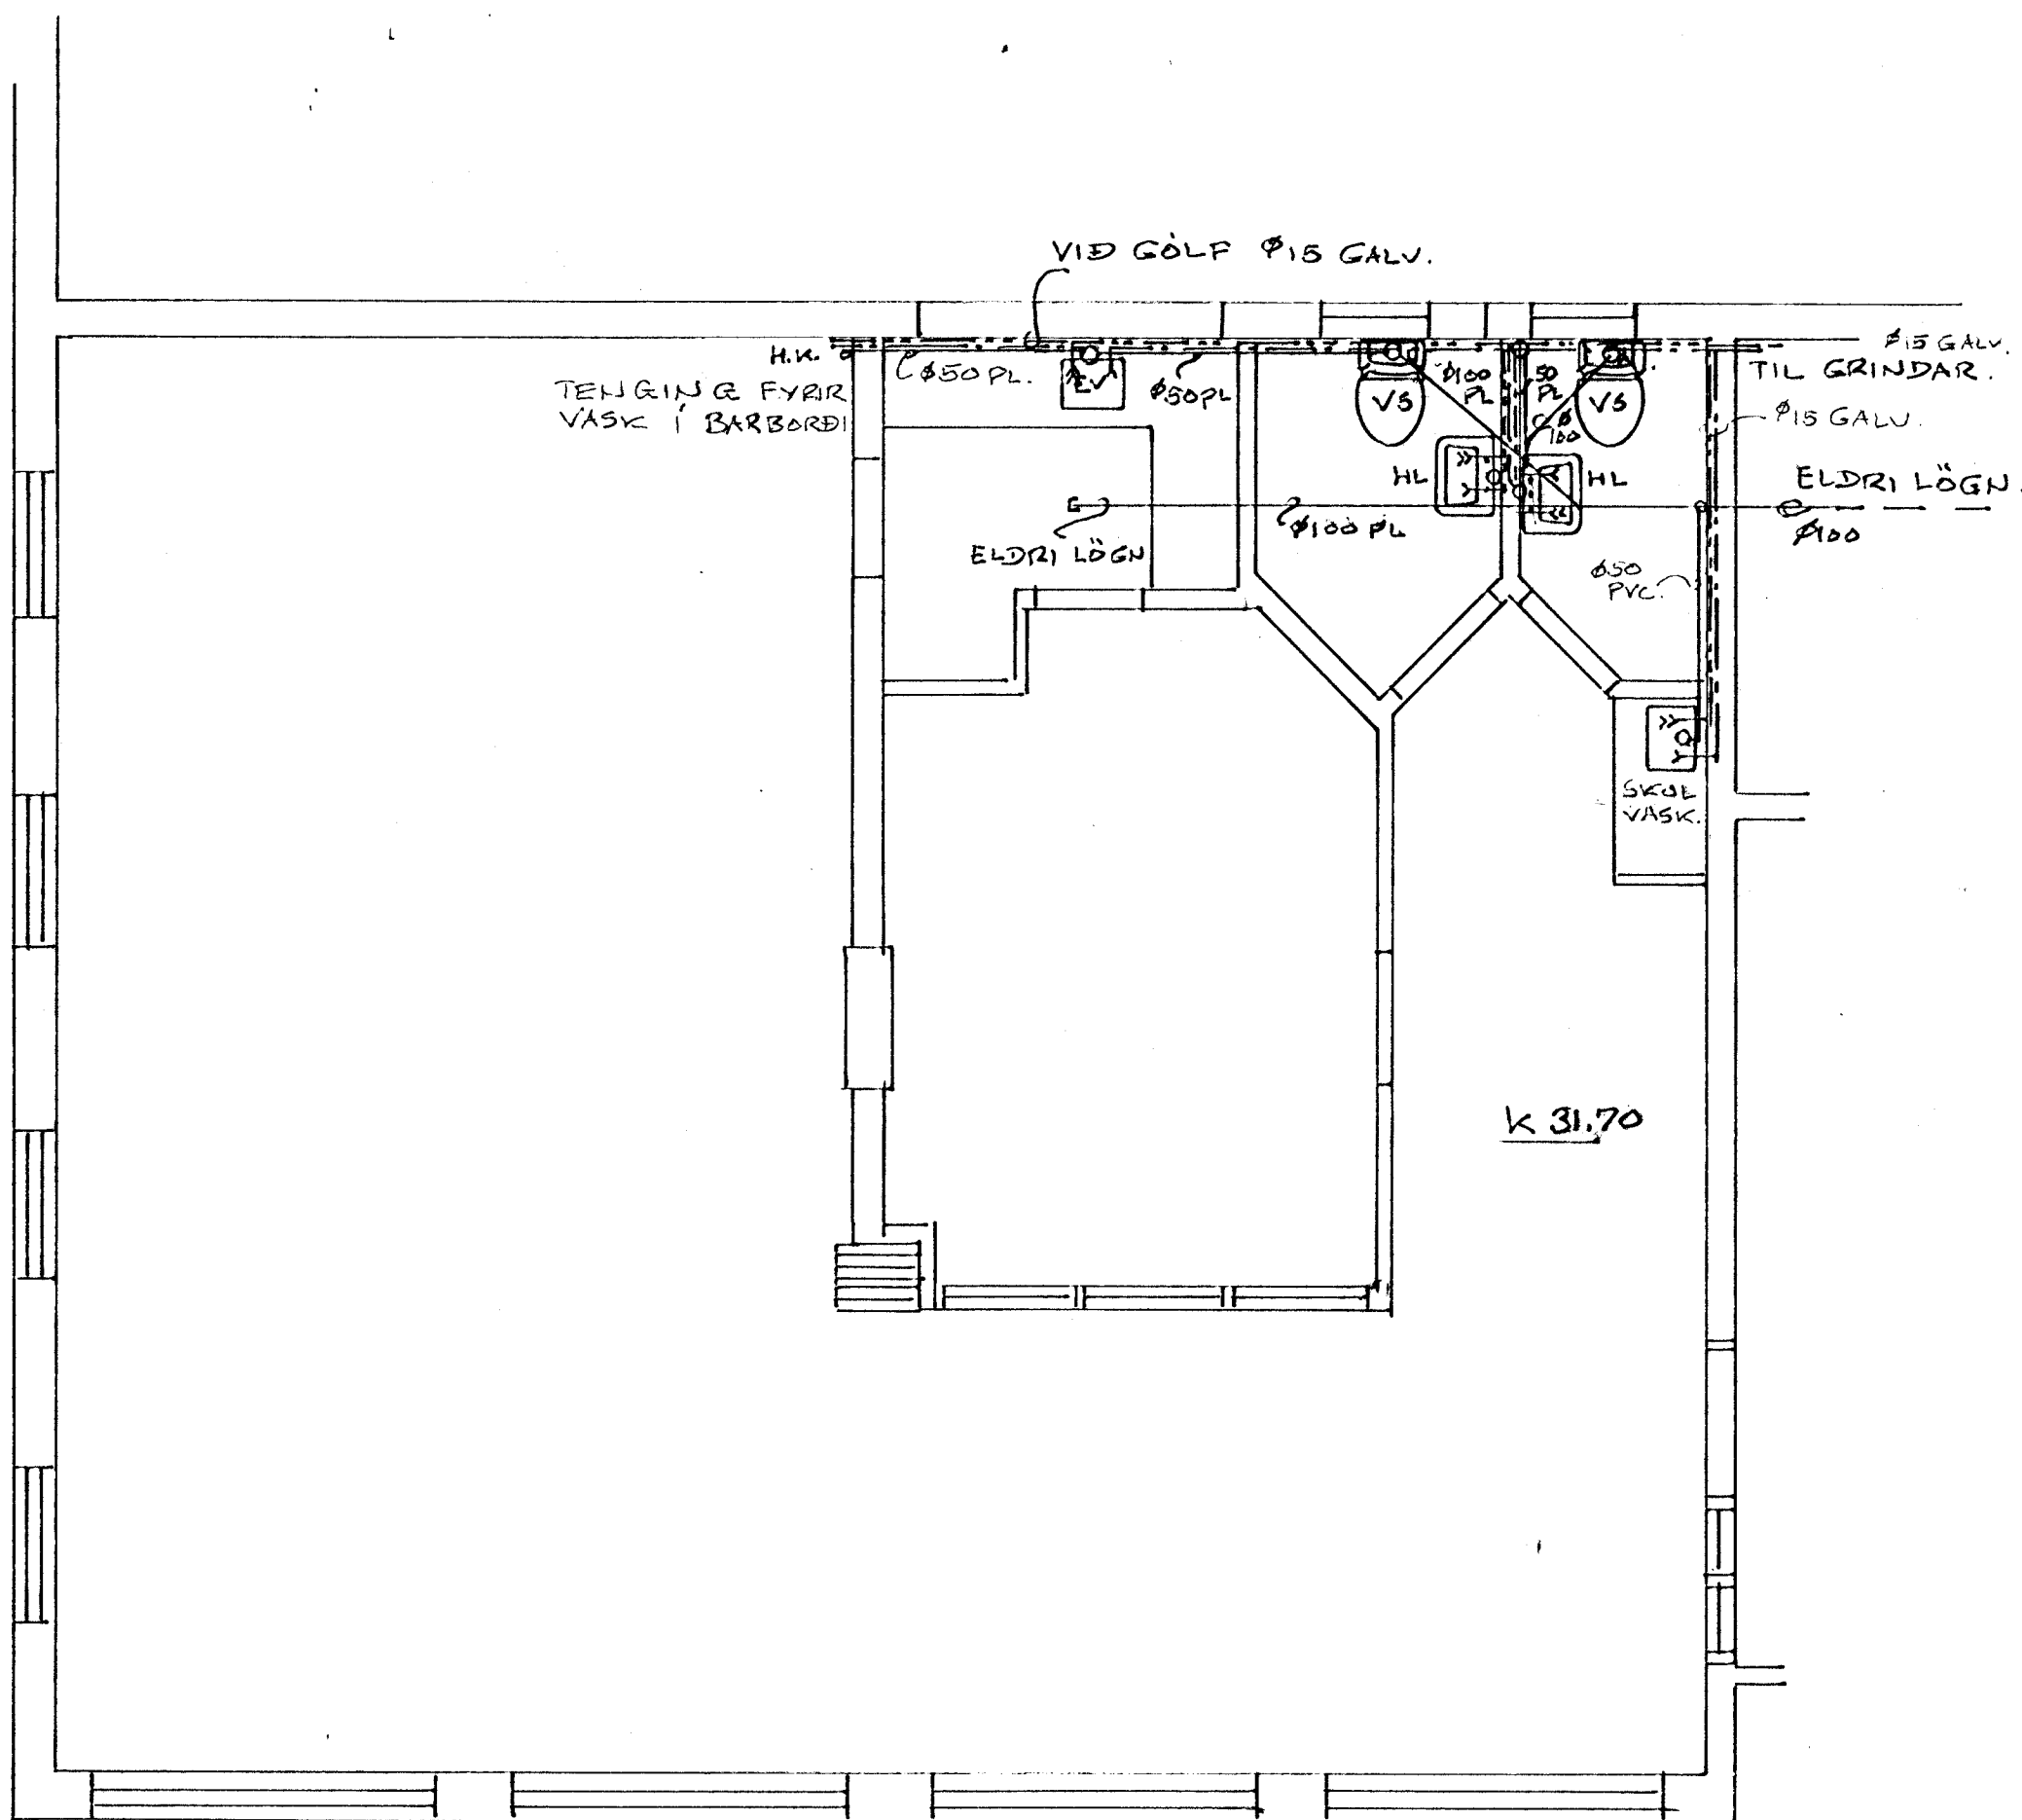 VIÐ GÓLF Ø15 GALV.
H.K.
TENGING FYRIR
VASK Í BARBORÐI
Ø50 PL.
EV
Ø50 PL
VS
Ø100
PL
50
PL
Ø
100
VS
Ø15 GALV.
TIL GRINDAR.
Ø15 GALV.
HL
HL
ELDRI LÖGN.
Ø100
ELDRI LÖGN
Ø100 PL
Ø50
PVC.
SKOL
VASK.
K 31.70